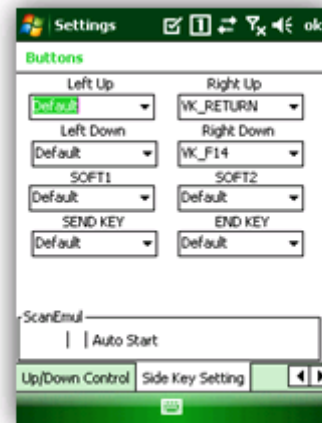 Settings ok
Buttons
Left Up Right Up
Default VK_RETURN
Left Down Right Down
Default VK_F14
SOFT1 SOFT2
Default Default
SEND KEY END KEY
Default Default
ScanEmul
Auto Start
Up/Down Control Side Key Setting